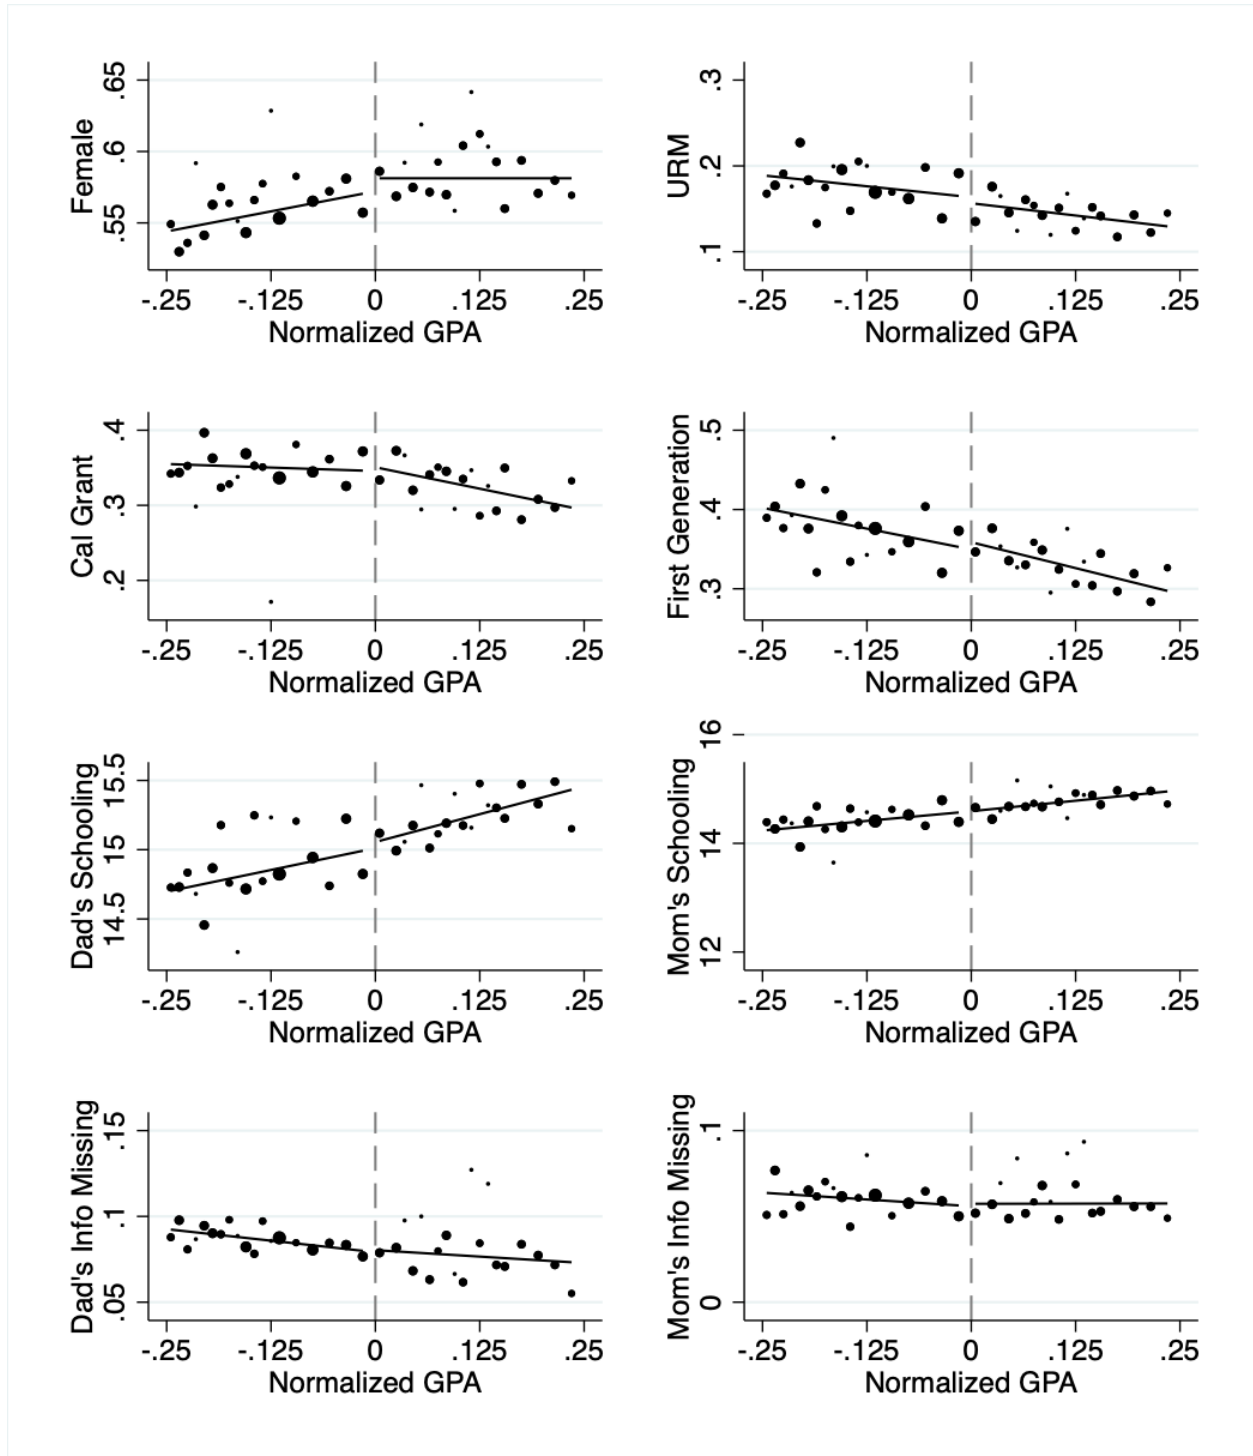 Female
.65
.6
.55
-.25 -.125 0 .125 .25
Normalized GPA
URM
.3
.2
.1
-.25 -.125 0 .125 .25
Normalized GPA
Cal Grant
.4
.3
.2
-.25 -.125 0 .125 .25
Normalized GPA
First Generation
.5
.4
.3
-.25 -.125 0 .125 .25
Normalized GPA
Dad's Schooling
15.5
15
14.5
-.25 -.125 0 .125 .25
Normalized GPA
Mom's Schooling
16
14
12
-.25 -.125 0 .125 .25
Normalized GPA
Dad's Info Missing
.15
.1
.05
-.25 -.125 0 .125 .25
Normalized GPA
Mom's Info Missing
.1
0
-.25 -.125 0 .125 .25
Normalized GPA